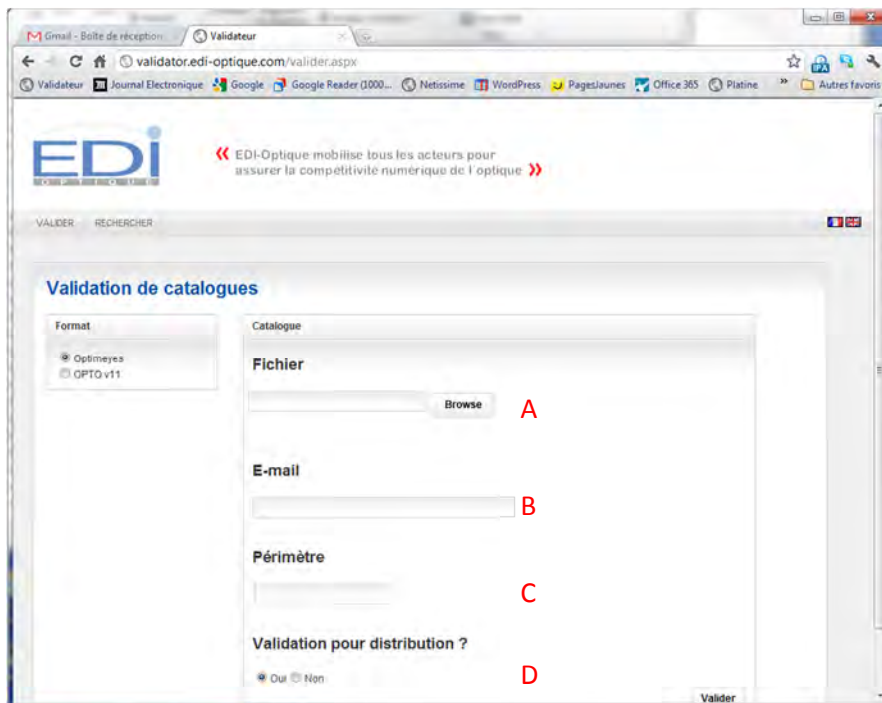 Gmail - Boîte de réception
Validateur
validator.edi-optique.com/valider.aspx
Validateur
Journal Electronique
Google
Google Reader (1000...
Netissime
WordPress
PagesJaunes
Office 365
Platine
»
Autres favoris
EDI
OPTIQUE
« EDI-Optique mobilise tous les acteurs pour
assurer la compétitivité numérique de l'optique »
VALIDER RECHERCHER
Validation de catalogues
Format
Optimeyes
OPTO v11
Catalogue
Fichier
Browse
A
E-mail
B
Périmètre
C
Validation pour distribution ?
Oui Non
D
Valider